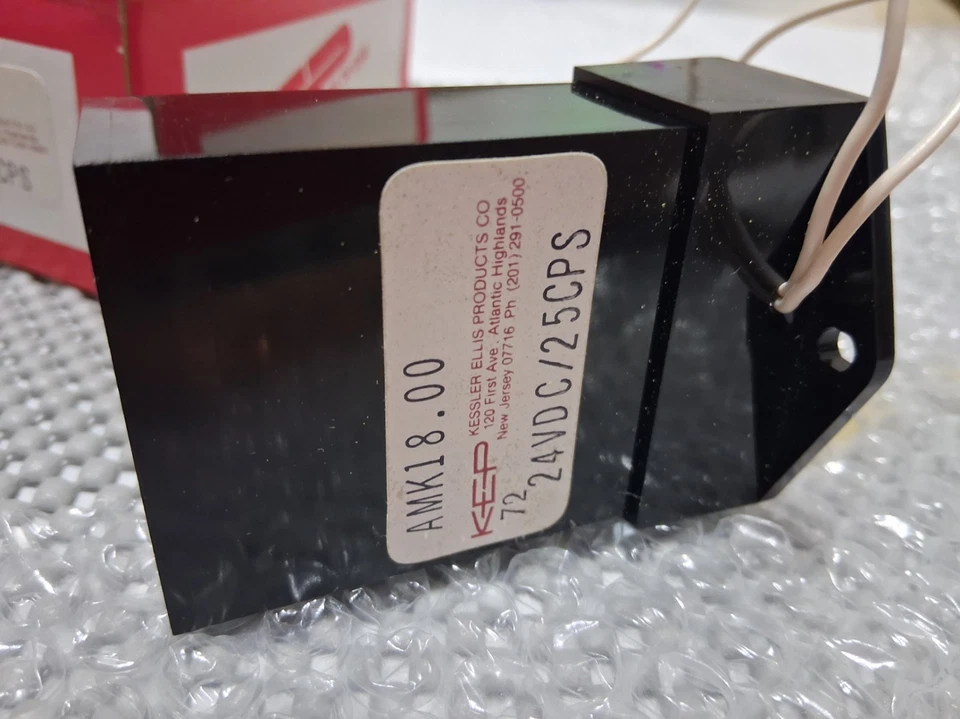 AMK18.00
KEP
KESSLER ELLIS PRODUCTS CO
120 First Ave., Atlantic Highlands
New Jersey 07716 Ph (201) 291-0500
72
24VDC/25CPS
CPS